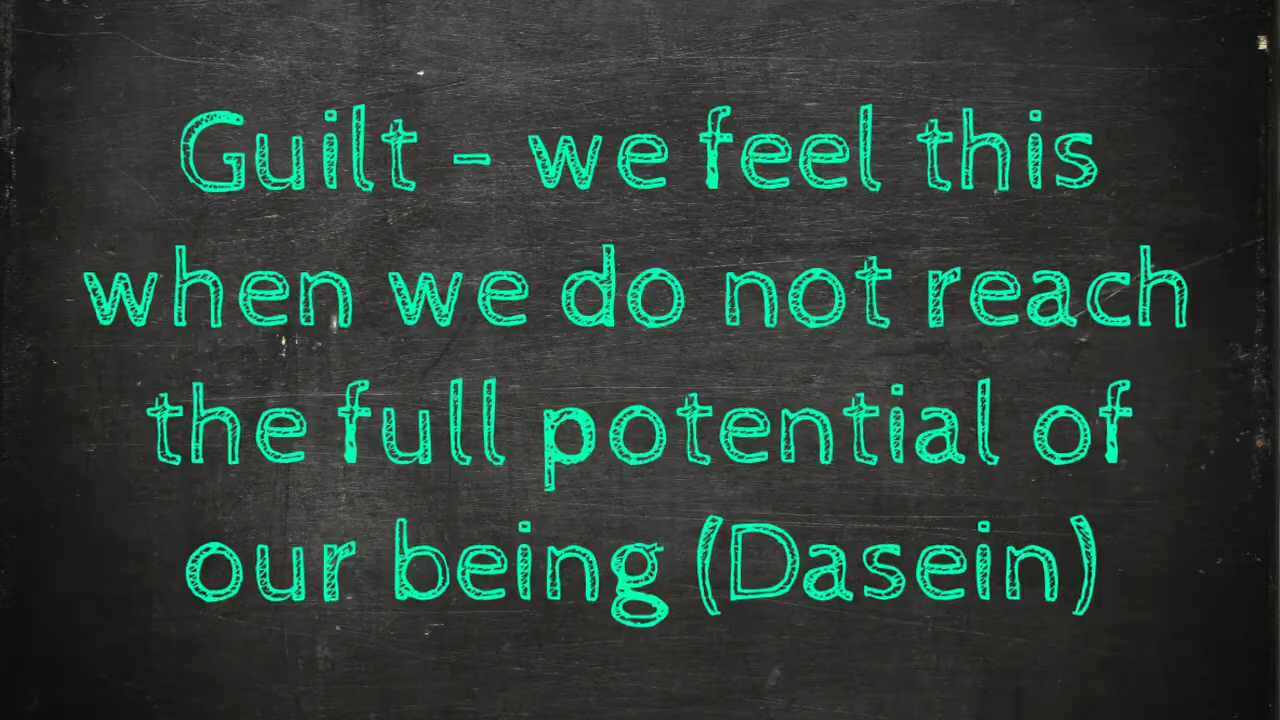 Guilt - we feel this
when we do not reach
the full potential of
our being (Dasein)